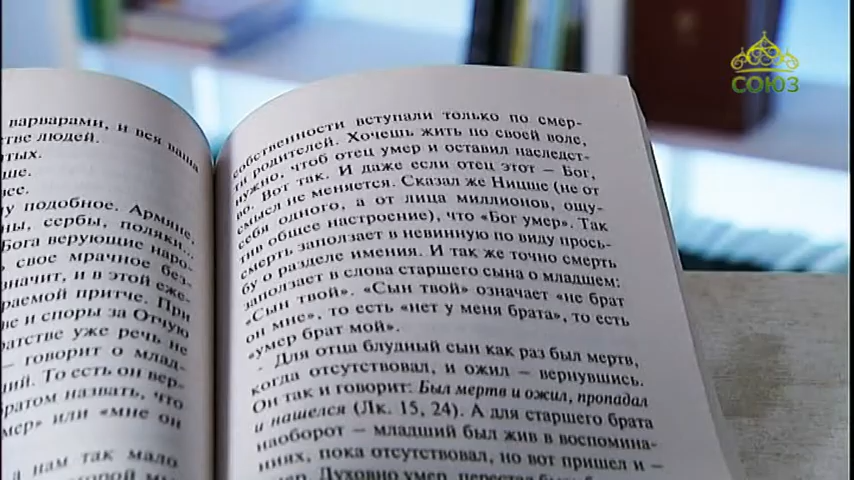 варварами, и вся ваша
людей.
подобное. Армяне,
сербы, поляки...
Бога верующие наро-
свое мрачное без-
значит, и в этой еже-
притче. При
и споры за Отчую
уже речь не
– говорит о млад-
То есть он вер-
назвать, что
или «мне он
а нам так мало
собственности вступали только по смер-
ти родителей. Хочешь жить по своей воле,
нужно, чтоб отец умер и оставил наследст-
во. Вот так. И даже если отец этот – Бог,
смысл не меняется. Сказал же Ницше (не от
себя одного, а от лица миллионов, ощу-
тив общее настроение), что «Бог умер». Так
смерть заползает в невинную по виду прось-
бу о разделе имения. И так же точно смерть
заползает в слова старшего сына о младшем:
«Сын твой». «Сын твой» означает «не брат
он мне», то есть «нет у меня брата», то есть
«умер брат мой».
Для отца блудный сын как раз был мертв,
когда отсутствовал, и ожил – вернувшись.
Он так и говорит: Был мертв и ожил, пропадал
и нашелся (Лк. 15, 24). А для старшего брата
наоборот – младший был жив в воспомина-
ниях, пока отсутствовал, но вот пришел и –
умер. Духовно умер, перестал
СОЮЗ